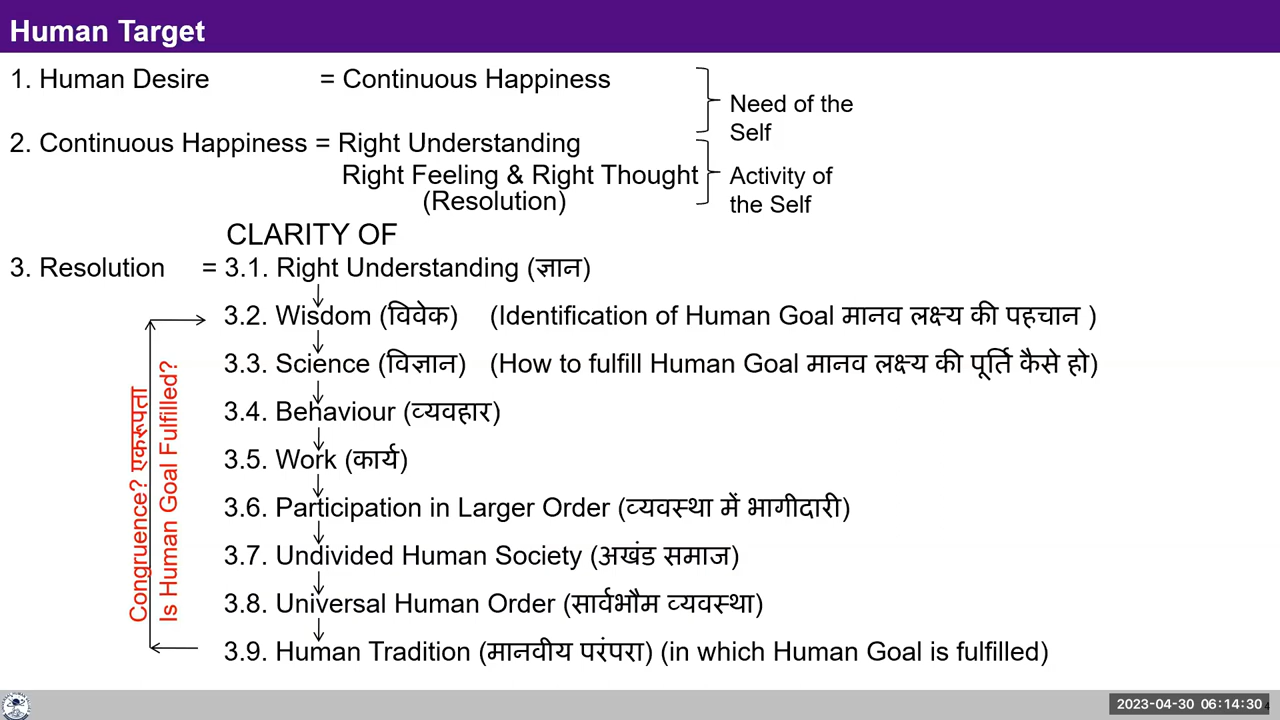 Human Target
1. Human Desire = Continuous Happiness
Need of the
Self
2. Continuous Happiness = Right Understanding
Right Feeling & Right Thought
(Resolution)
Activity of
the Self
CLARITY OF
3. Resolution = 3.1. Right Understanding (ज्ञान)
3.2. Wisdom (विवेक) (Identification of Human Goal मानव लक्ष्य की पहचान )
3.3. Science (विज्ञान) (How to fulfill Human Goal मानव लक्ष्य की पूर्ति कैसे हो)
3.4. Behaviour (व्यवहार)
3.5. Work (कार्य)
3.6. Participation in Larger Order (व्यवस्था में भागीदारी)
3.7. Undivided Human Society (अखंड समाज)
3.8. Universal Human Order (सार्वभौम व्यवस्था)
3.9. Human Tradition (मानवीय परंपरा) (in which Human Goal is fulfilled)
Congruence? एकरूपता
Is Human Goal Fulfilled?
2023-04-30 06:14:30